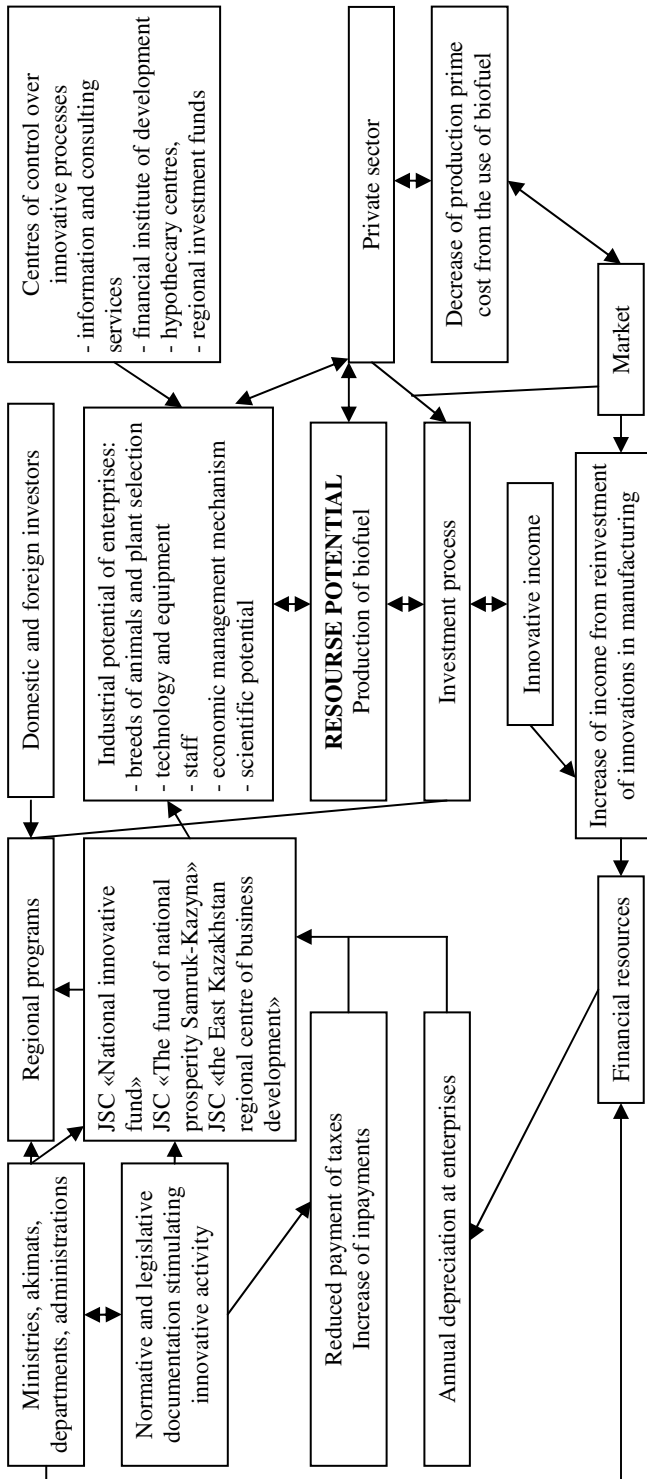 Ministries, akimats,
departments, administrations
Regional programs
Domestic and foreign investors
Centres of control over
innovative processes
- information and consulting
services
- financial institute of development
- hypothecary centres,
- regional investment funds
Normative and legislative
documentation stimulating
innovative activity
JSC «National innovative
fund»
JSC «The fund of national
prosperity Samruk-Kazyna»
JSC «the East Kazakhstan
regional centre of business
development»
Industrial potential of enterprises:
- breeds of animals and plant selection
- technology and equipment
- staff
- economic management mechanism
- scientific potential
Reduced payment of taxes
Increase of inpayments
RESOURSE POTENTIAL
Production of biofuel
Private sector
Annual depreciation at enterprises
Investment process
Decrease of production prime
cost from the use of biofuel
Innovative income
Financial resources
Increase of income from reinvestment
of innovations in manufacturing
Market